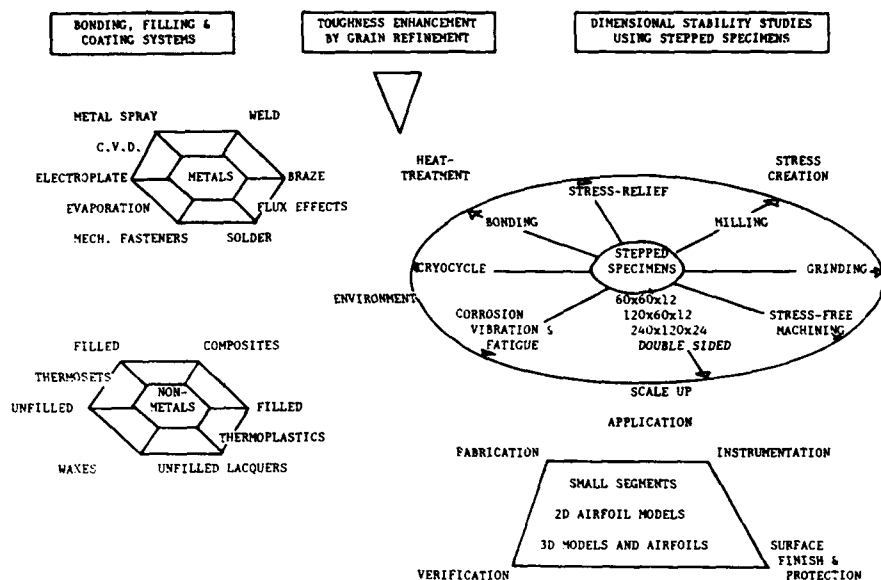 BONDING, FILLING &
COATING SYSTEMS
TOUGHNESS ENHANCEMENT
BY GRAIN REFINEMENT
DIMENSIONAL STABILITY STUDIES
USING STEPPED SPECIMENS
METAL SPRAY
WELD
C.V.D.
ELECTROPLATE
METALS
BRAZE
EVAPORATION
FLUX EFFECTS
MECH. FASTENERS
SOLDER
FILLED
COMPOSITES
THERMOSETS
NON-
METALS
UNFILLED
FILLED
THERMOPLASTICS
WAXES
UNFILLED LACQUERS
HEAT-
TREATMENT
STRESS
CREATION
STRESS-RELIEF
BONDING
MILLING
STEPPED
SPECIMENS
CRYOCYCLE
GRINDING
ENVIRONMENT
60x60x12
120x60x12
240x120x24
DOUBLE SIDED
CORROSION
VIBRATION &
FATIGUE
STRESS-FREE
MACHINING
SCALE UP
APPLICATION
FABRICATION
INSTRUMENTATION
SMALL SEGMENTS
2D AIRFOIL MODELS
3D MODELS AND AIRFOILS
VERIFICATION
SURFACE
FINISH &
PROTECTION